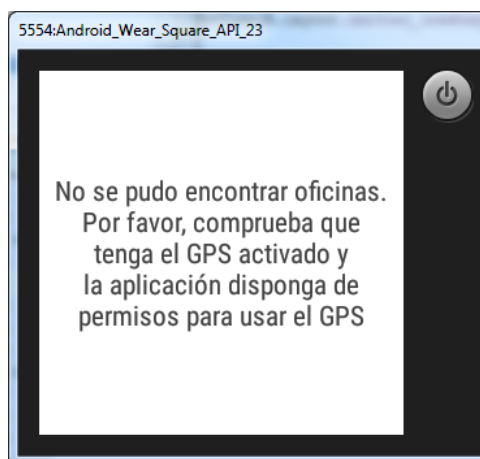 5554:Android_Wear_Square_API_23
No se pudo encontrar oficinas.
Por favor, comprueba que
tenga el GPS activado y
la aplicación disponga de
permisos para usar el GPS